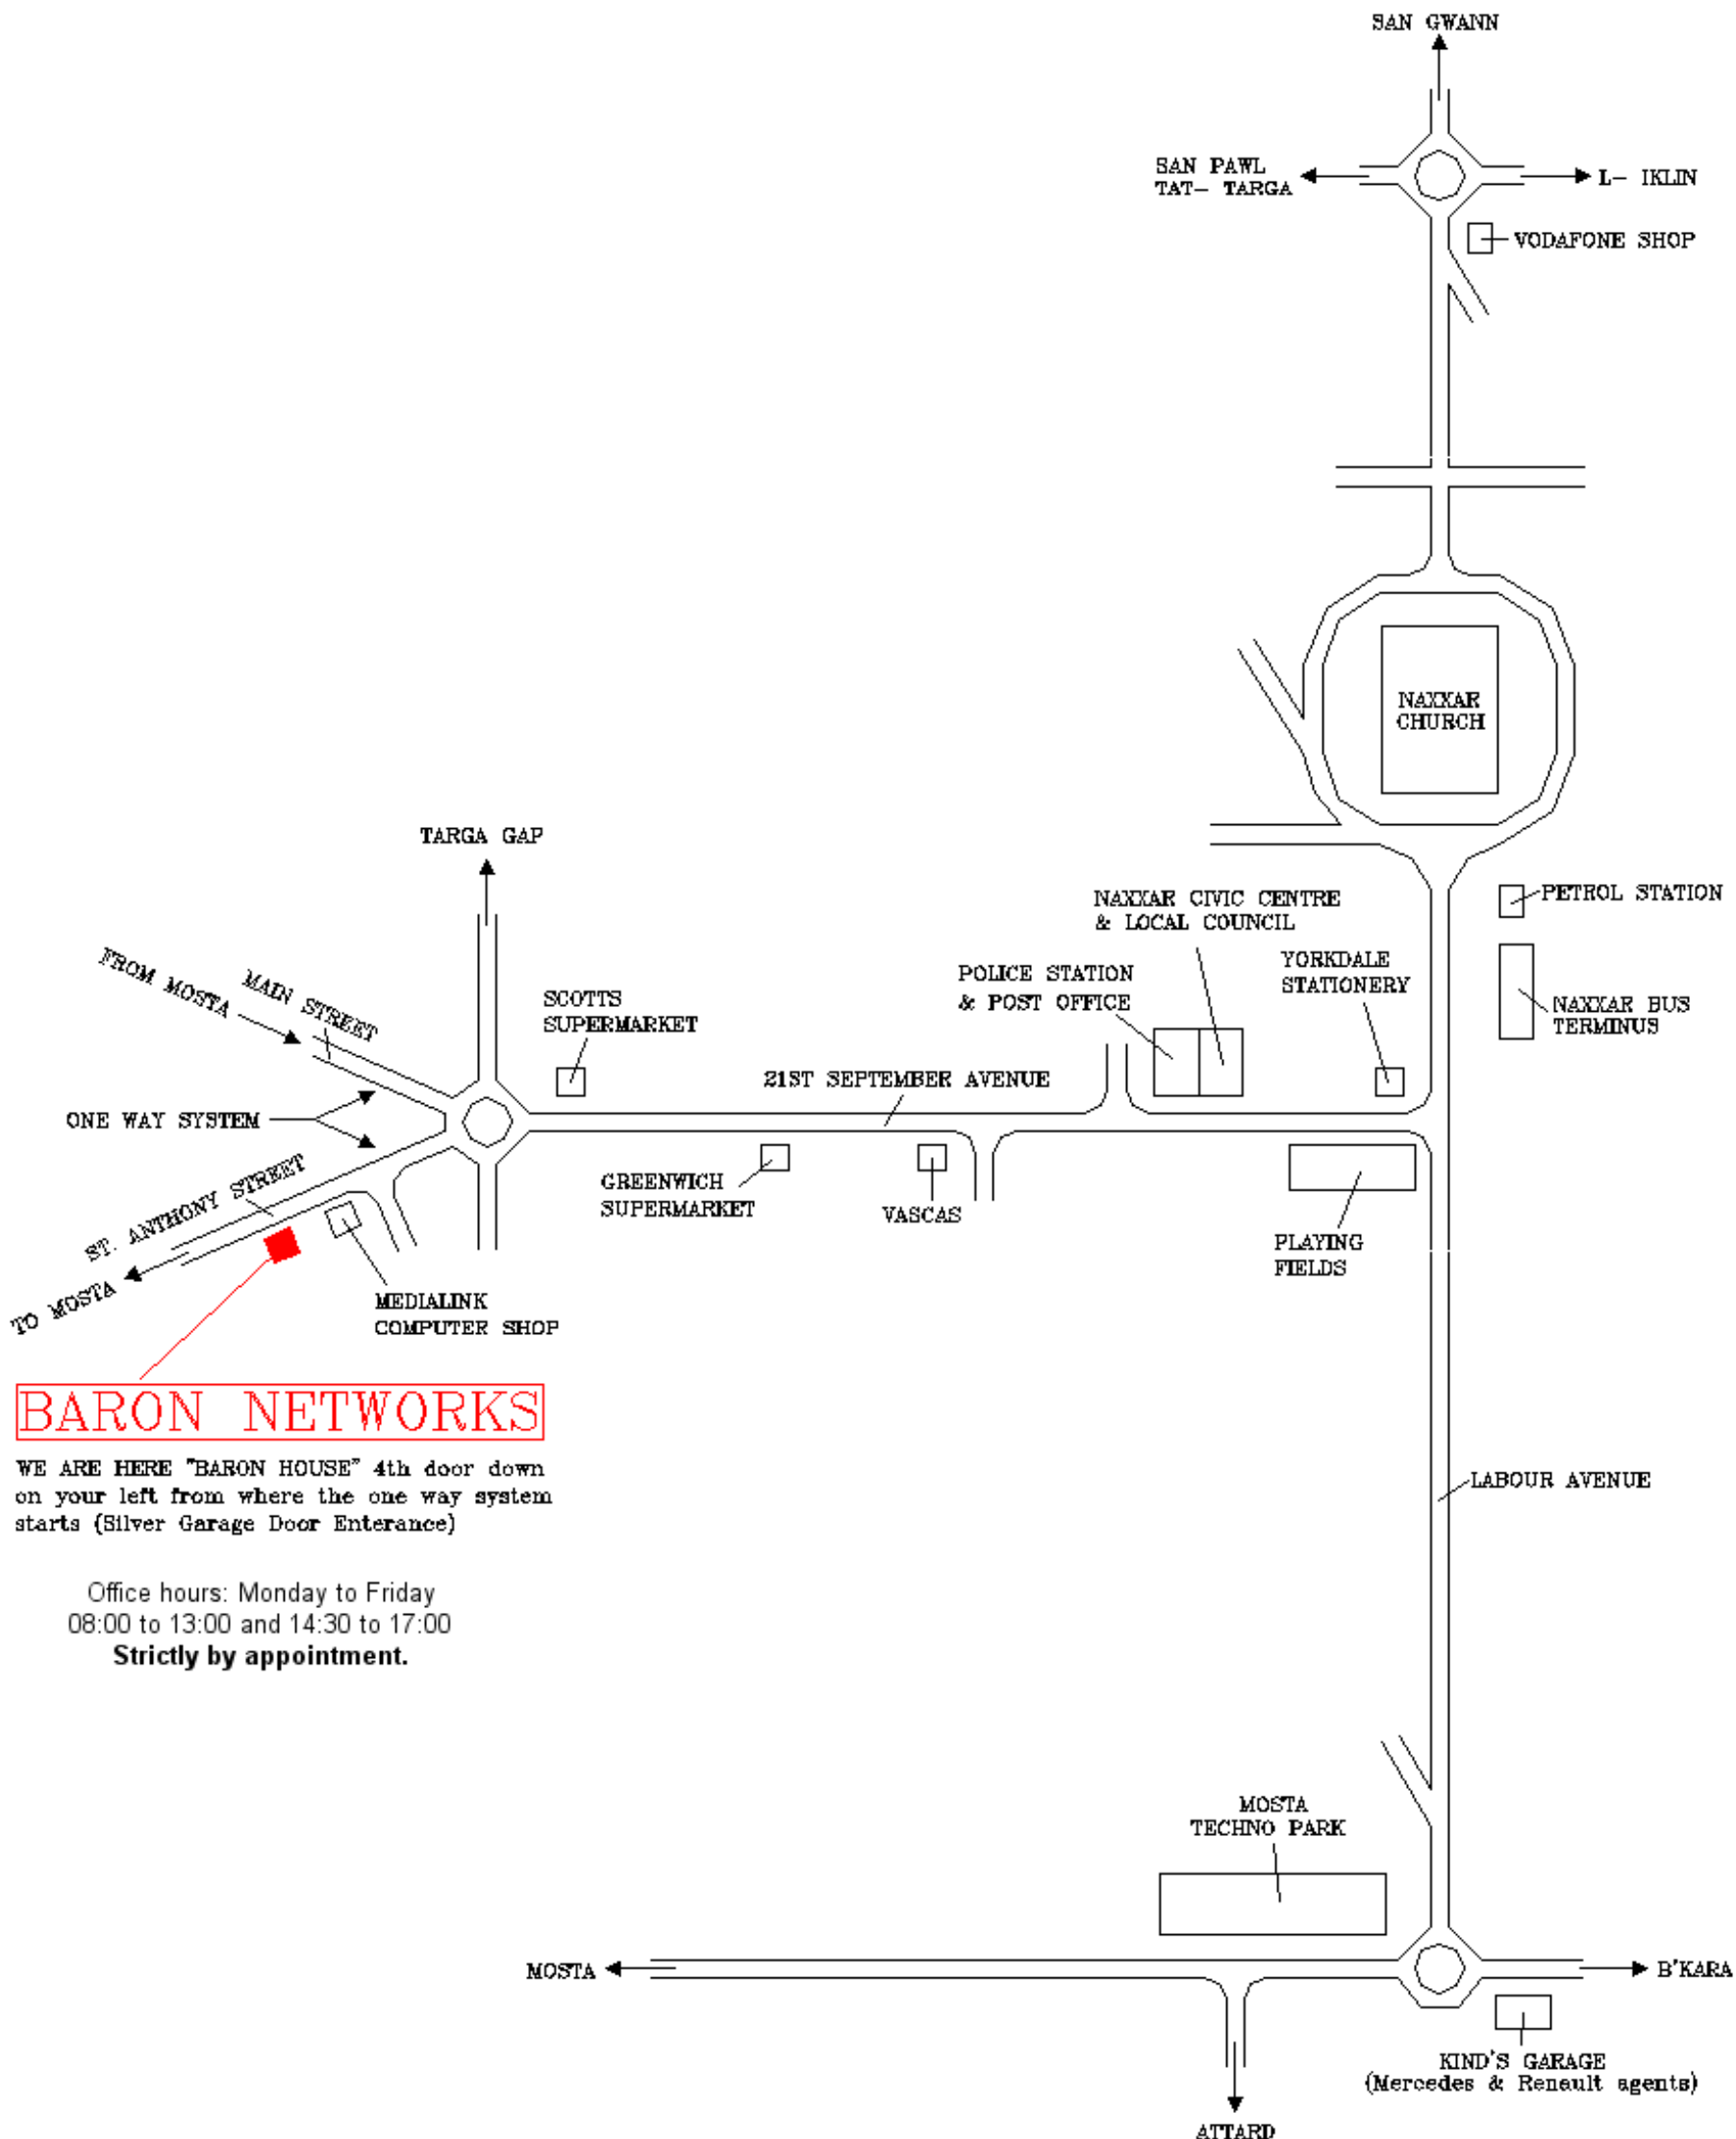 SAN GWANN
SAN PAWL
TAT- TARGA
L- IKLIN
VODAFONE SHOP
NAXXAR
CHURCH
TARGA GAP
PETROL STATION
NAXXAR CIVIC CENTRE
& LOCAL COUNCIL
YORKDALE
STATIONERY
POLICE STATION
& POST OFFICE
NAXXAR BUS
TERMINUS
FROM MOSTA
MAIN STREET
SCOTTS
SUPERMARKET
21ST SEPTEMBER AVENUE
ONE WAY SYSTEM
GREENWICH
SUPERMARKET
VASCAS
ST. ANTHONY STREET
TO MOSTA
PLAYING
FIELDS
MEDIALINK
COMPUTER SHOP
BARON NETWORKS
WE ARE HERE "BARON HOUSE" 4th door down
on your left from where the one way system
starts (Silver Garage Door Enterance)
LABOUR AVENUE
Office hours: Monday to Friday
08:00 to 13:00 and 14:30 to 17:00
Strictly by appointment.
MOSTA
TECHNO PARK
MOSTA
B'KARA
KIND'S GARAGE
(Mercedes & Renault agents)
ATTARD